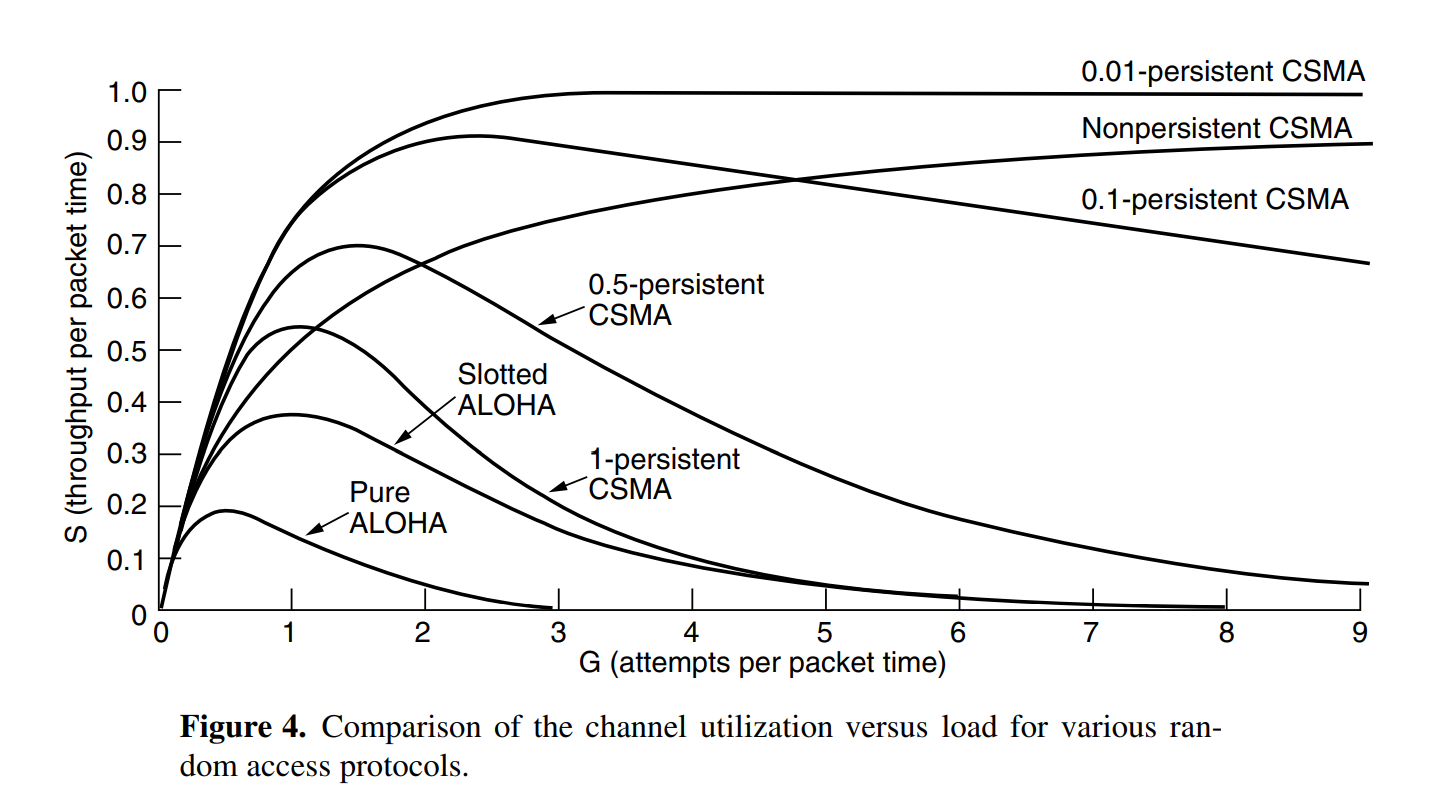 0.01-persistent CSMA
1.0
Nonpersistent CSMA
0.9
0.8
0.1-persistent CSMA
0.7
0.5-persistent
CSMA
0.6
0.5
Slotted
ALOHA
0.4
1-persistent
CSMA
0.3
Pure
ALOHA
0.2
0.1
0
S (throughput per packet time)
0 1 2 3 4 5 6 7 8 9
G (attempts per packet time)
Figure 4. Comparison of the channel utilization versus load for various ran-
dom access protocols.